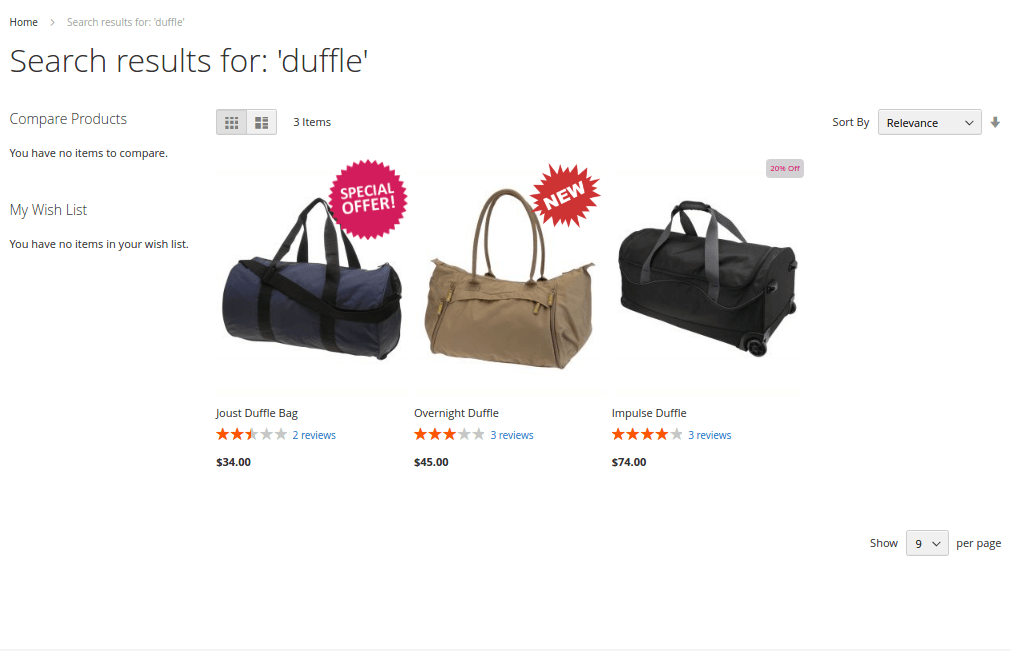 Home > Search results for: 'duffle'
Search results for: 'duffle'
Compare Products
You have no items to compare.
My Wish List
You have no items in your wish list.
3 Items
Sort By Relevance
SPECIAL
OFFER!
NEW
20% Off
Joust Duffle Bag
2 reviews
$34.00
Overnight Duffle
3 reviews
$45.00
Impulse Duffle
3 reviews
$74.00
Show 9 per page